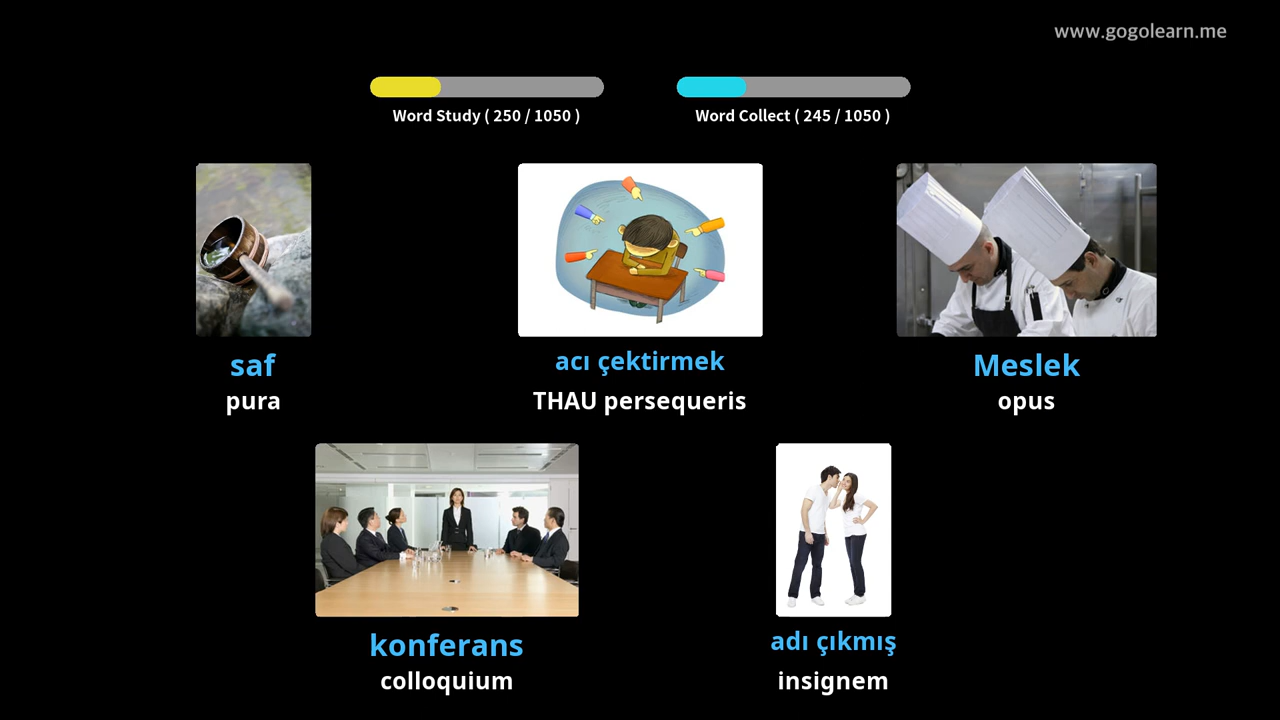 www.gogolearn.me
Word Study ( 250 / 1050 )
Word Collect ( 245 / 1050 )
saf
pura
acı çektirmek
THAU persequeris
Meslek
opus
konferans
colloquium
adı çıkmış
insignem